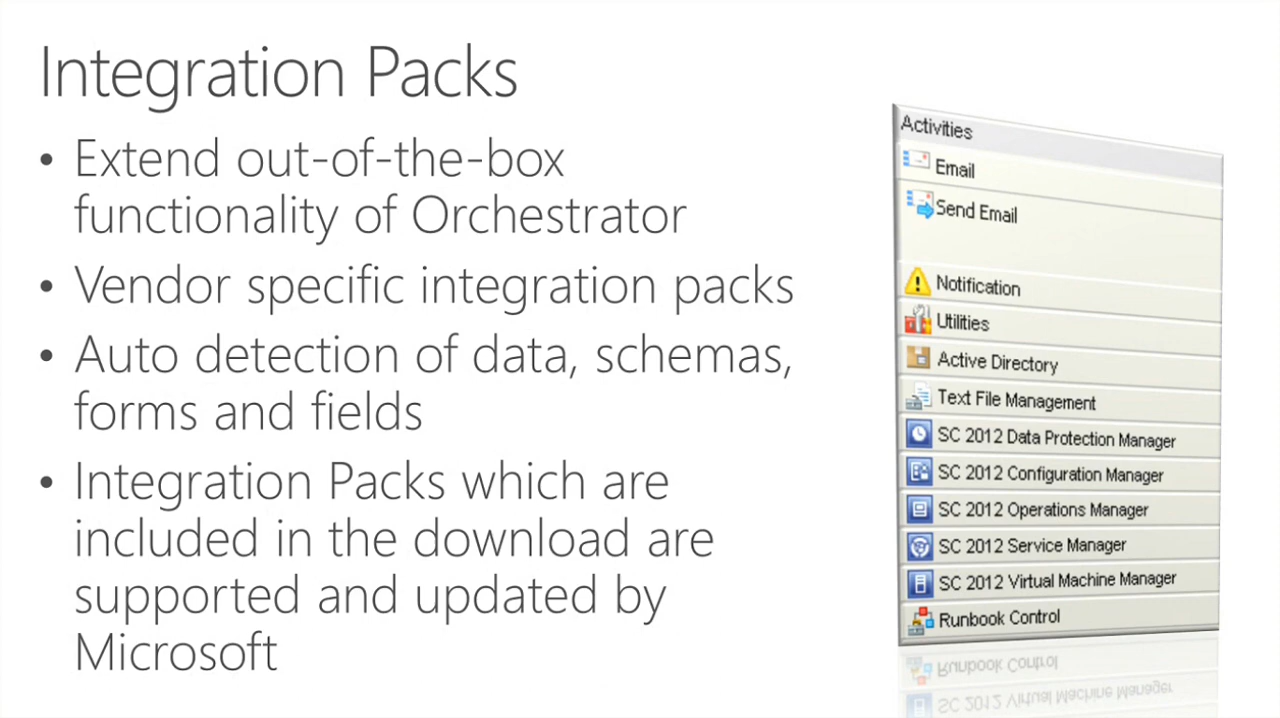 Integration Packs
• Extend out-of-the-box
functionality of Orchestrator
• Vendor specific integration packs
• Auto detection of data, schemas,
forms and fields
• Integration Packs which are
included in the download are
supported and updated by
Microsoft
Activities
Email
Send Email
Notification
Utilities
Active Directory
Text File Management
SC 2012 Data Protection Manager
SC 2012 Configuration Manager
SC 2012 Operations Manager
SC 2012 Service Manager
SC 2012 Virtual Machine Manager
Runbook Control